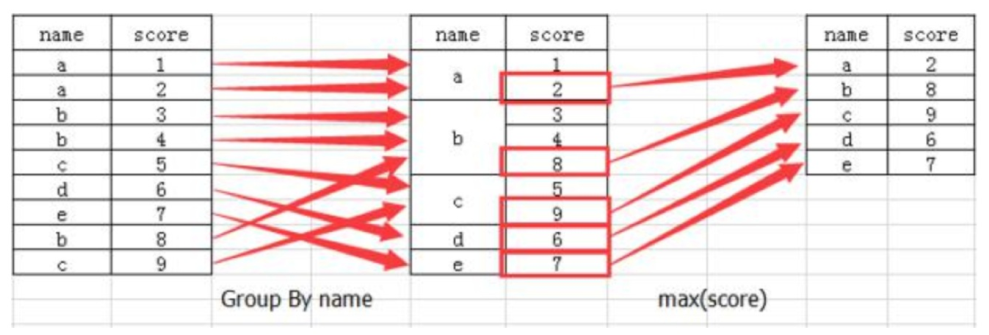 name score name score name score
a 1 a 1 a 2
a 2 2 b 8
b 3 b 3 c 9
b 4 4 d 6
c 5 8 e 7
d 6 c 5
e 7 9
b 8 d 6
c 9 e 7
Group By name max(score)